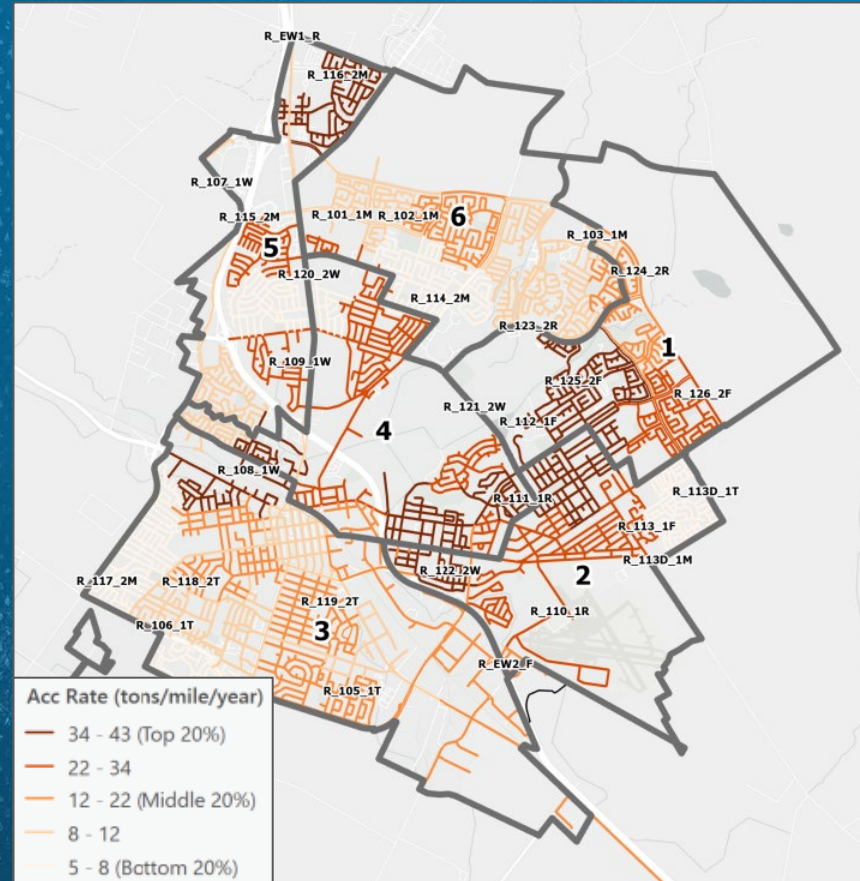 R_EW1_R
R_116_2M
R_107_1W
R_115_2M
R_101_1M
R_102_1M
6
R_103_1M
5
R_124_2R
R_120_2W
R_114_2M
R_123_2R
1
R_109_1W
R_125_2F
R_126_2F
R_121_2W
4
R_112_1F
R_108_1W
R_111_1R
R_113D_1T
R_113_1F
R_113D_1M
R_122_2W
2
R_117_2M
R_118_2T
R_119_2T
R_110_1R
R_106_1T
3
R_EW2_F
R_105_1T
Acc Rate (tons/mile/year)
34 - 43 (Top 20%)
22 - 34
12 - 22 (Middle 20%)
8 - 12
5 - 8 (Bottom 20%)